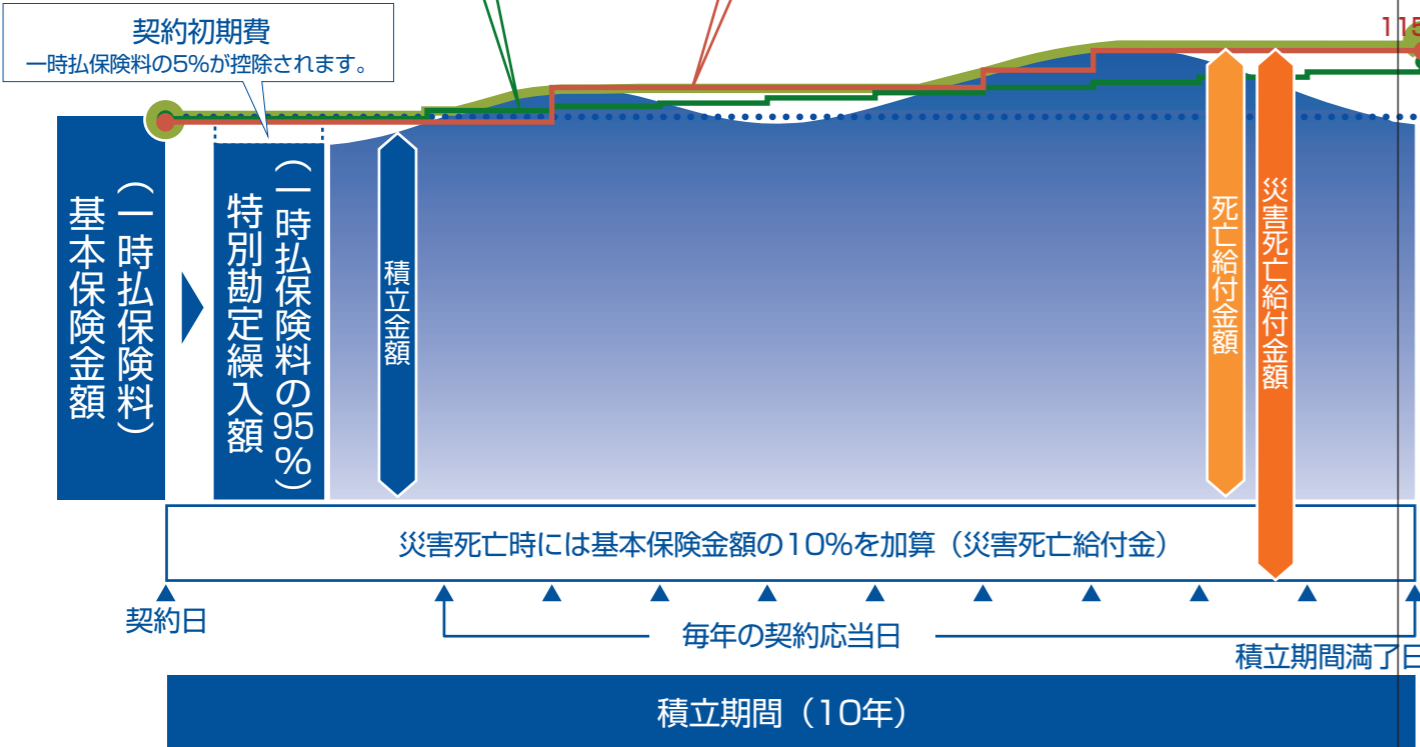 契約初期費
一時払保険料の5%が控除されます。
115
基本保険金額
（一時払保険料）
特別勘定繰入額
（一時払保険料の95%）
積立金額
死亡給付金額
災害死亡給付金額
災害死亡時には基本保険金額の10%を加算（災害死亡給付金）
契約日
毎年の契約応当日
積立期間満了日
積立期間（10年）